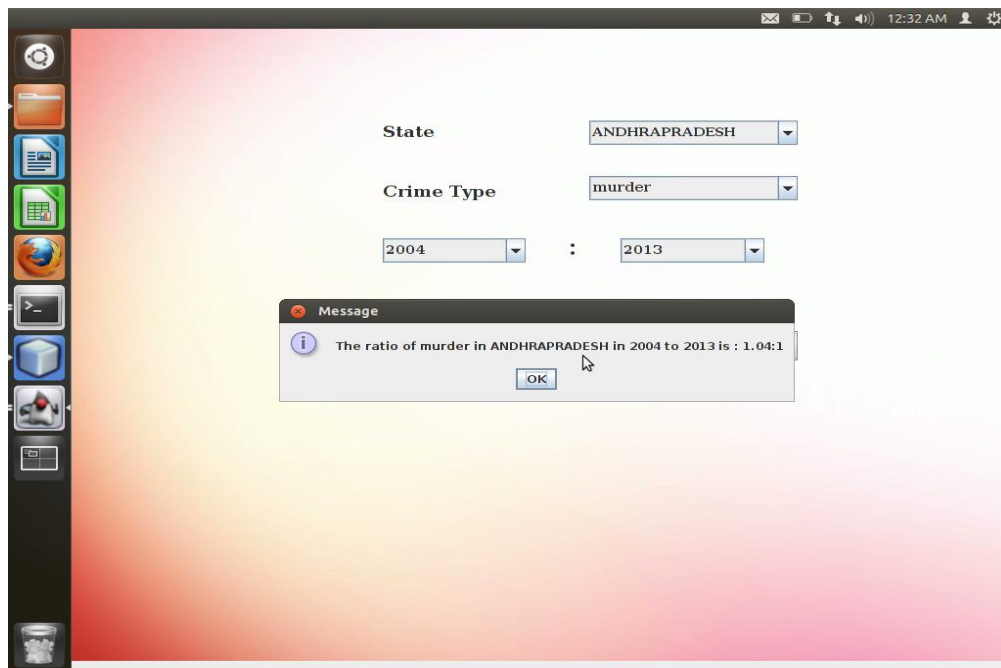 12:32 AM
State
ANDHRAPRADESH
Crime Type
murder
2004 : 2013
Message
The ratio of murder in ANDHRAPRADESH in 2004 to 2013 is : 1.04:1
OK